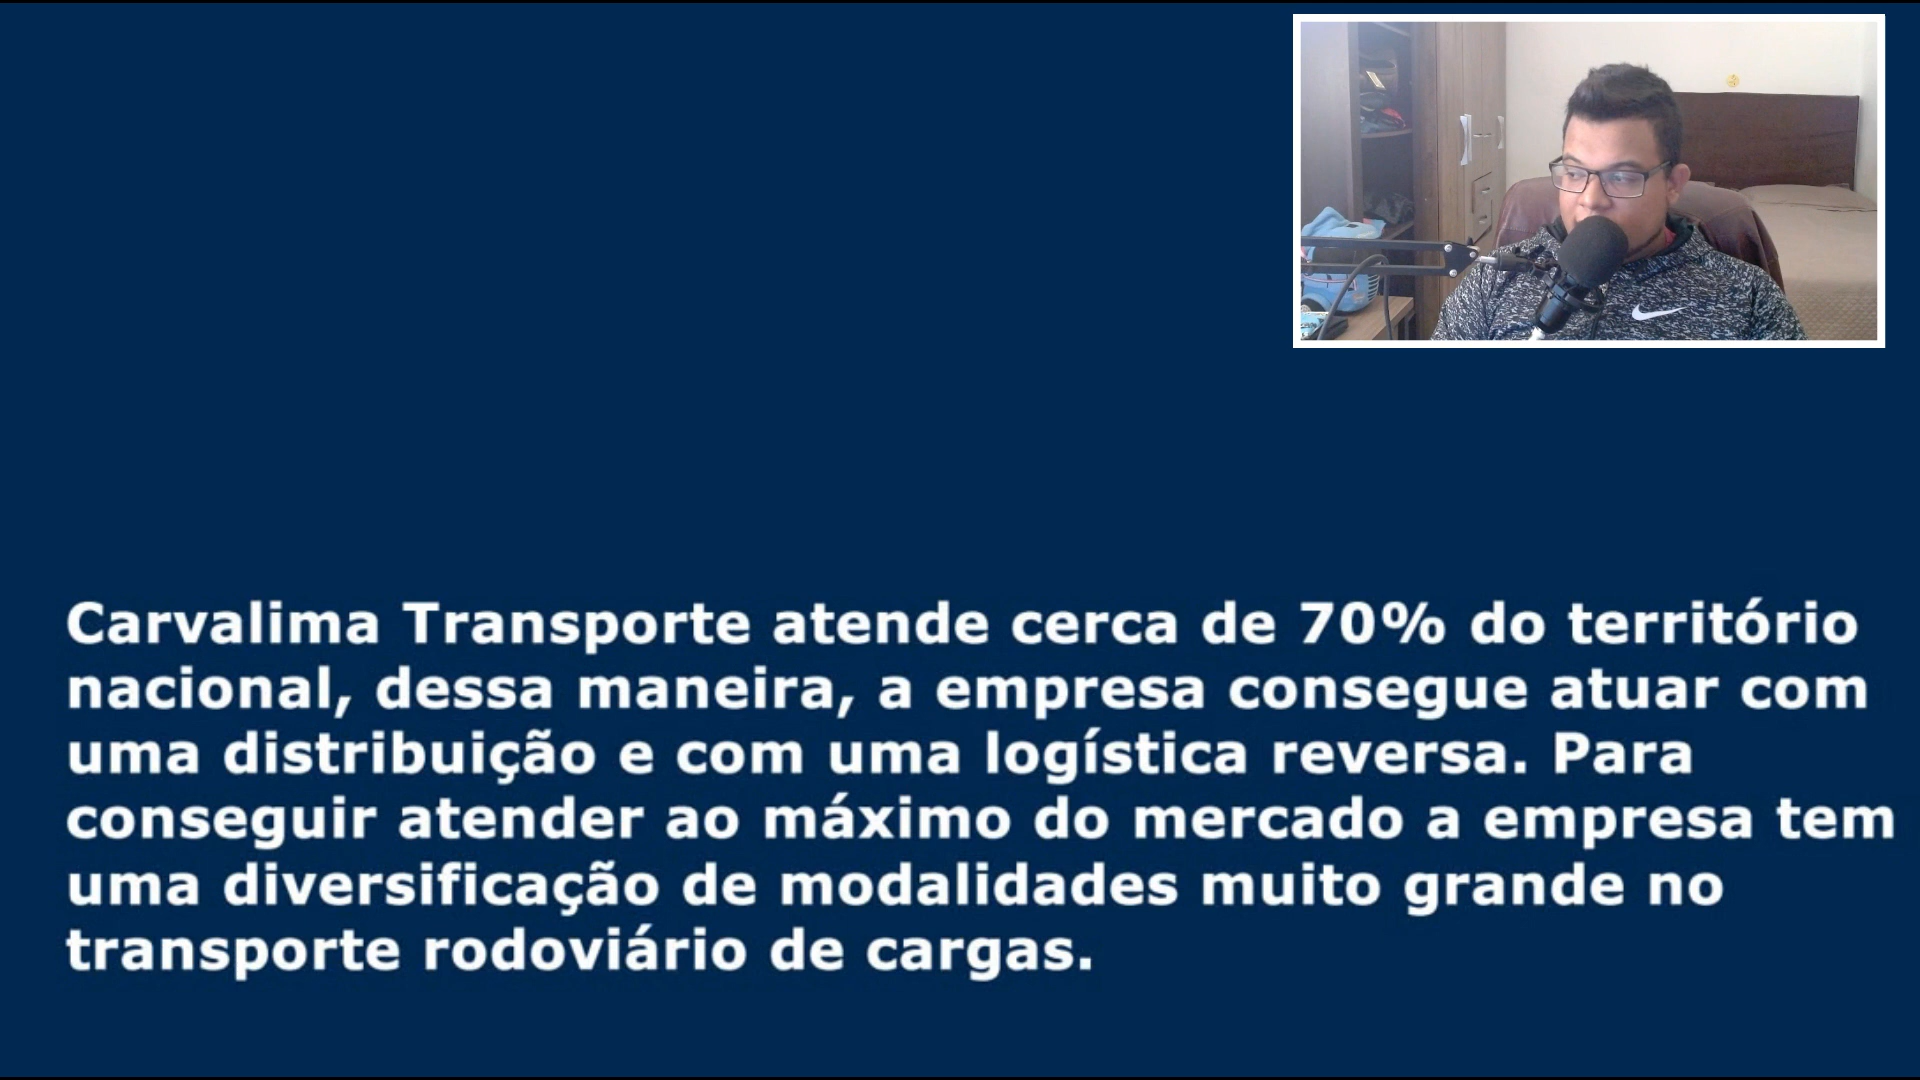 Carvalima Transporte atende cerca de 70% do território
nacional, dessa maneira, a empresa consegue atuar com
uma distribuição e com uma logística reversa. Para
conseguir atender ao máximo do mercado a empresa tem
uma diversificação de modalidades muito grande no
transporte rodoviário de cargas.